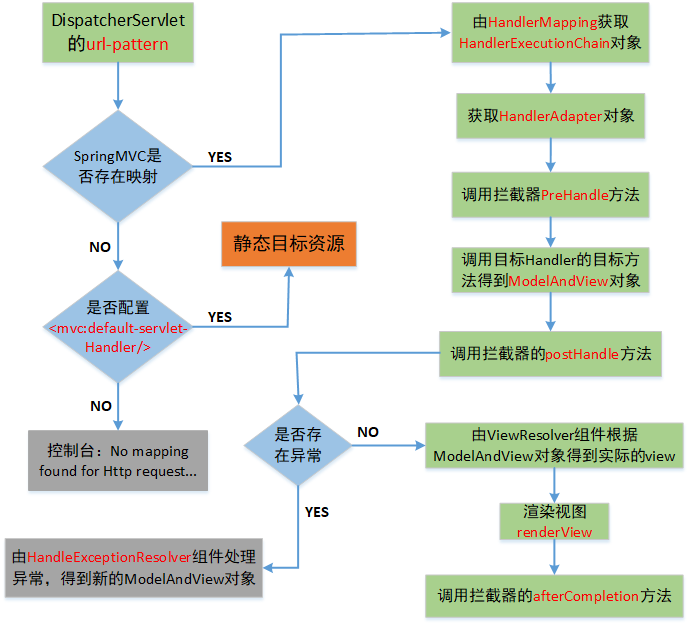 DispatcherServlet
的url-pattern
SpringMVC是
否存在映射
YES
NO
是否配置
<mvc:default-servlet-
Handler/>
YES
静态目标资源
NO
控制台：No mapping
found for Http request...
由HandlerMapping获取
HandlerExecutionChain对象
获取HandlerAdapter对象
调用拦截器PreHandle方法
调用目标Handler的目标方
法得到ModelAndView对象
调用拦截器的postHandle方法
是否存
在异常
NO
YES
由HandleExceptionResolver组件处理
异常，得到新的ModelAndView对象
由ViewResolver组件根据
ModelAndView对象得到实际的view
渲染视图
renderView
调用拦截器的afterCompletion方法